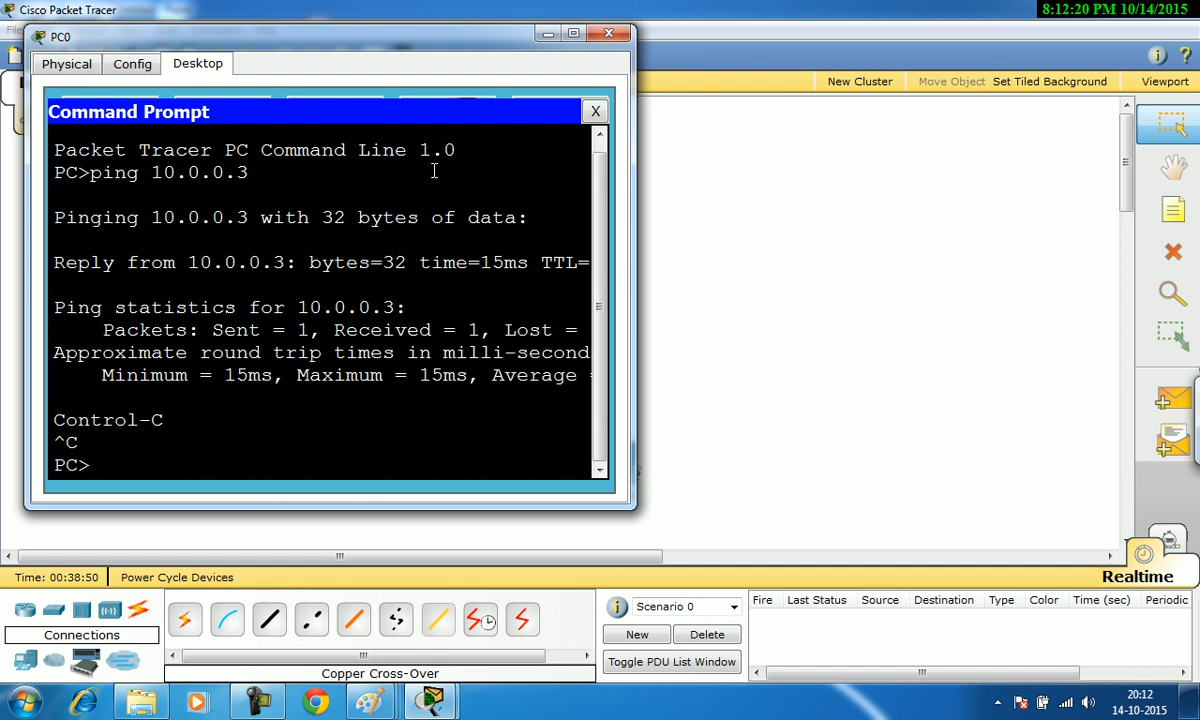 Cisco Packet Tracer
8:12:20 PM 10/14/2015
PC0
Physical
Config
Desktop
New Cluster
Move Object
Set Tiled Background
Viewport
Command Prompt
X
Packet Tracer PC Command Line 1.0
PC>ping 10.0.0.3
Pinging 10.0.0.3 with 32 bytes of data:
Reply from 10.0.0.3: bytes=32 time=15ms TTL=
Ping statistics for 10.0.0.3:
Packets: Sent = 1, Received = 1, Lost =
Approximate round trip times in milli-second
Minimum = 15ms, Maximum = 15ms, Average
Control-C
^C
PC>
Time: 00:38:50
Power Cycle Devices
Realtime
Connections
Copper Cross-Over
Scenario 0
New
Delete
Toggle PDU List Window
Fire
Last Status
Source
Destination
Type
Color
Time (sec)
Periodic
20:12
14-10-2015